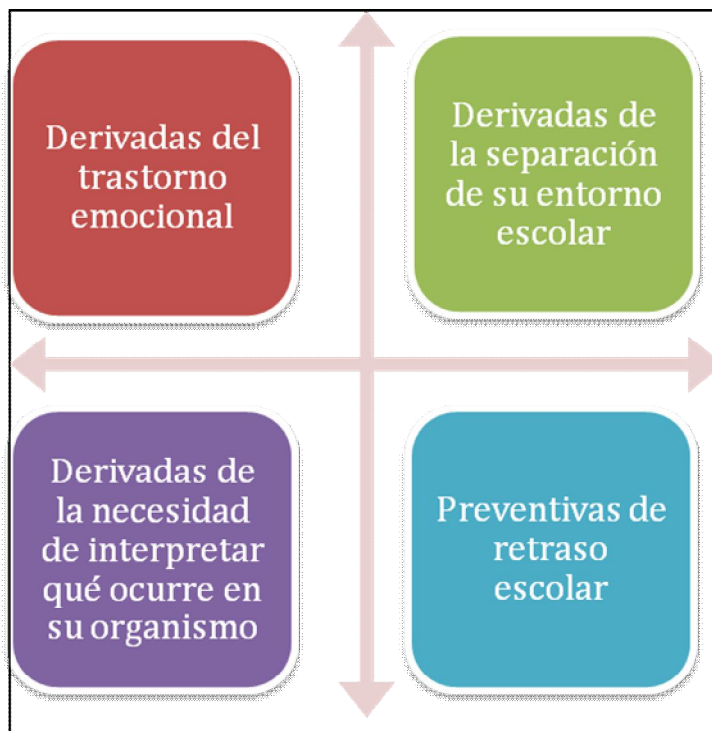 Derivadas del
trastorno
emocional
Derivadas de
la separación
de su entorno
escolar
Derivadas de
la necesidad
de interpretar
qué ocurre en
su organismo
Preventivas de
retraso
escolar